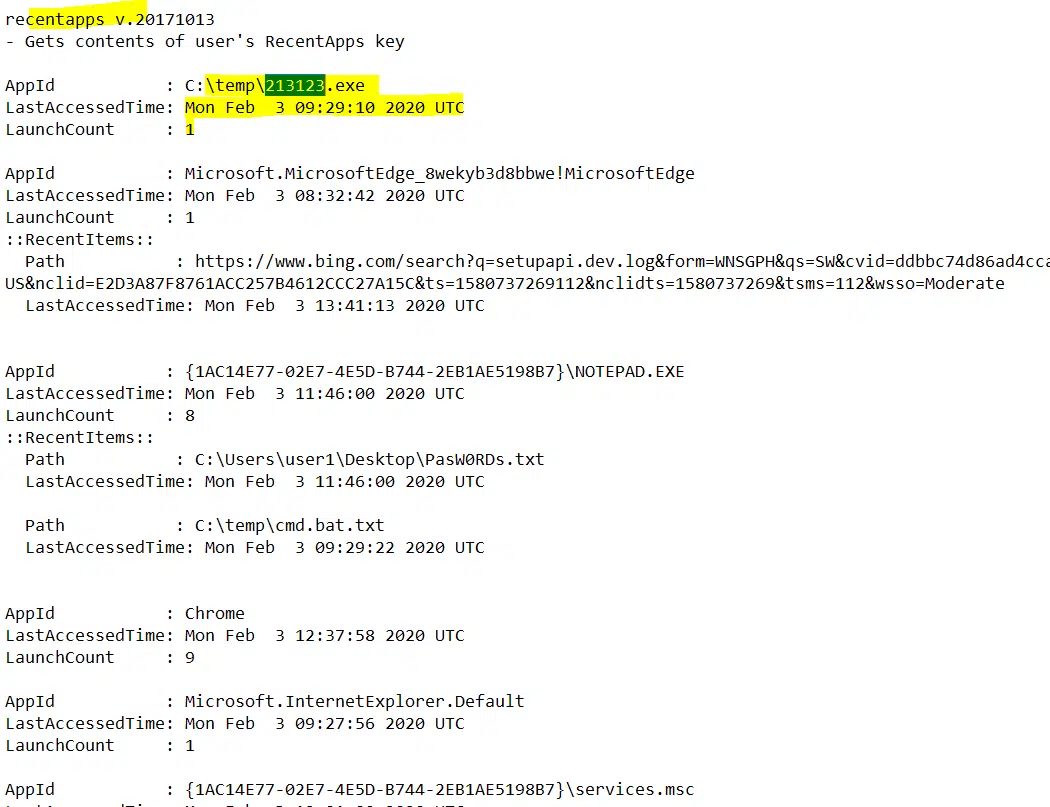 recentapps v.20171013
- Gets contents of user's RecentApps key
AppId           : C:\temp\213123.exe
LastAccessedTime: Mon Feb  3 09:29:10 2020 UTC
LaunchCount     : 1
AppId           : Microsoft.MicrosoftEdge_8wekyb3d8bbwe!MicrosoftEdge
LastAccessedTime: Mon Feb  3 08:32:42 2020 UTC
LaunchCount     : 1
::RecentItems::
  Path           : https://www.bing.com/search?q=setupapi.dev.log&form=WNSGPH&qs=SW&cvid=ddbbc74d86ad4cca
US&nclid=E2D3A87F8761ACC257B4612CCC27A15C&ts=1580737269112&nclidts=1580737269&tsms=112&wsso=Moderate
  LastAccessedTime: Mon Feb  3 13:41:13 2020 UTC
AppId           : {1AC14E77-02E7-4E5D-B744-2EB1AE5198B7}\NOTEPAD.EXE
LastAccessedTime: Mon Feb  3 11:46:00 2020 UTC
LaunchCount     : 8
::RecentItems::
  Path           : C:\Users\user1\Desktop\PasW0RDs.txt
  LastAccessedTime: Mon Feb  3 11:46:00 2020 UTC
  Path           : C:\temp\cmd.bat.txt
  LastAccessedTime: Mon Feb  3 09:29:22 2020 UTC
AppId           : Chrome
LastAccessedTime: Mon Feb  3 12:37:58 2020 UTC
LaunchCount     : 9
AppId           : Microsoft.InternetExplorer.Default
LastAccessedTime: Mon Feb  3 09:27:56 2020 UTC
LaunchCount     : 1
AppId           : {1AC14E77-02E7-4E5D-B744-2EB1AE5198B7}\services.msc